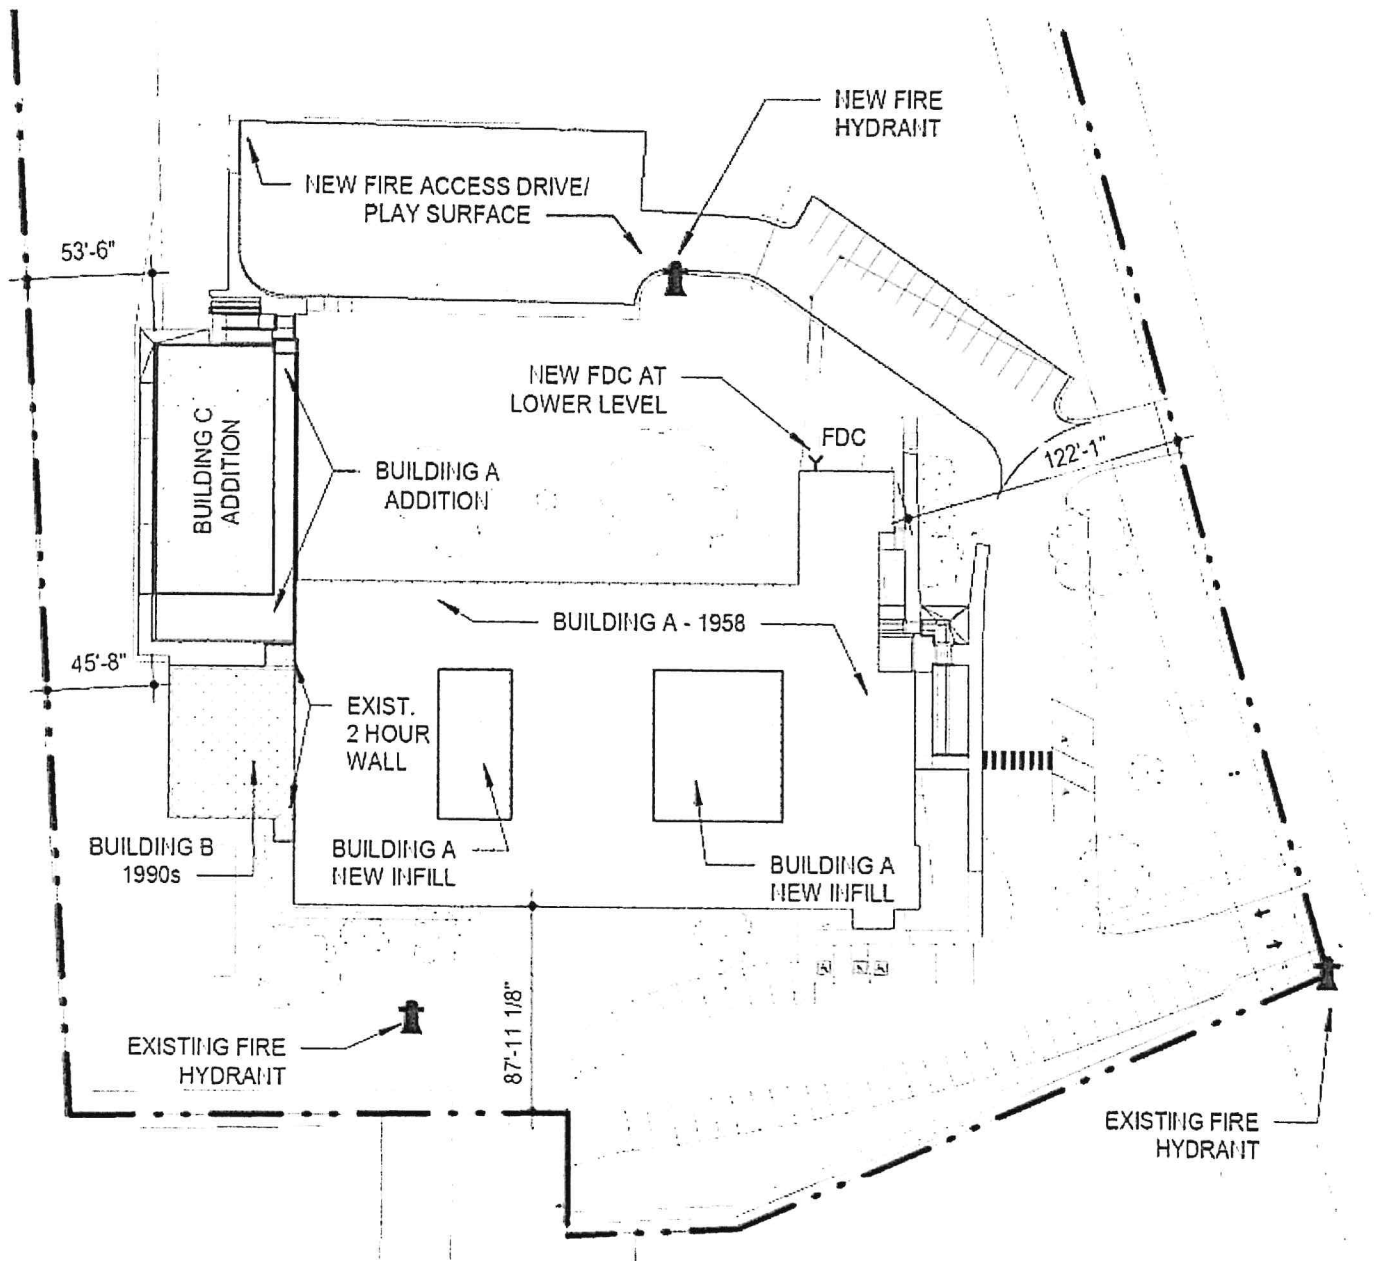 NEW FIRE
HYDRANT
NEW FIRE ACCESS DRIVE/
PLAY SURFACE
53'-6"
NEW FDC AT
LOWER LEVEL
FDC
122'-1"
BUILDING C
ADDITION
BUILDING A
ADDITION
BUILDING A - 1958
45'-8"
EXIST.
2 HOUR
WALL
BUILDING B
1990s
BUILDING A
NEW INFILL
BUILDING A
NEW INFILL
87'-11 1/8"
EXISTING FIRE
HYDRANT
EXISTING FIRE
HYDRANT